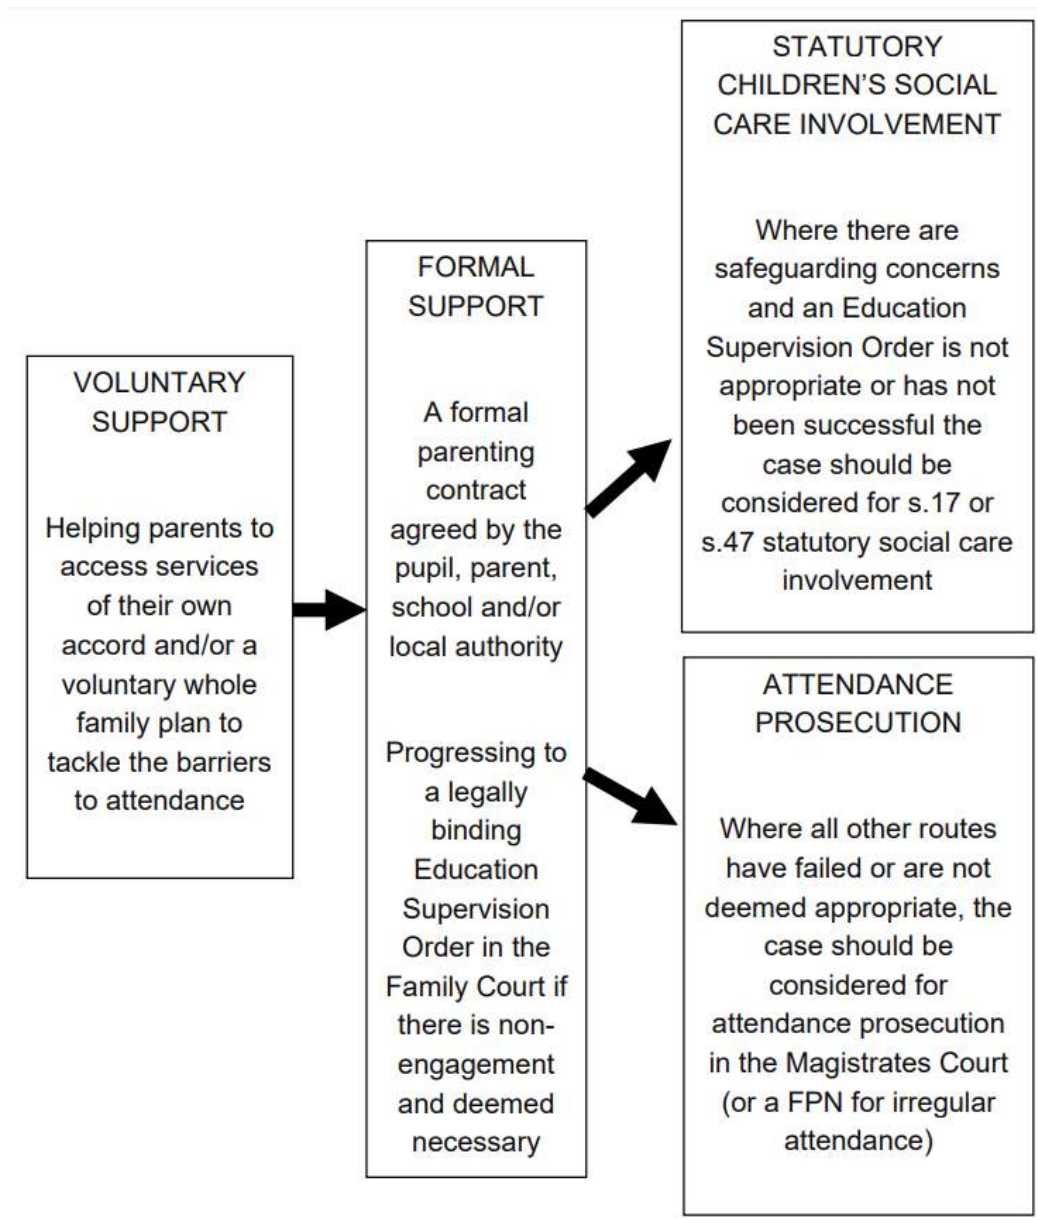 VOLUNTARY
SUPPORT
Helping parents to
access services
of their own
accord and/or a
voluntary whole
family plan to
tackle the barriers
to attendance
FORMAL
SUPPORT
A formal
parenting
contract
agreed by the
pupil, parent,
school and/or
local authority
Progressing to
a legally
binding
Education
Supervision
Order in the
Family Court if
there is non-
engagement
and deemed
necessary
STATUTORY
CHILDREN'S SOCIAL
CARE INVOLVEMENT
Where there are
safeguarding concerns
and an Education
Supervision Order is not
appropriate or has not
been successful the
case should be
considered for s.17 or
s.47 statutory social care
involvement
ATTENDANCE
PROSECUTION
Where all other routes
have failed or are not
deemed appropriate, the
case should be
considered for
attendance prosecution
in the Magistrates Court
(or a FPN for irregular
attendance)